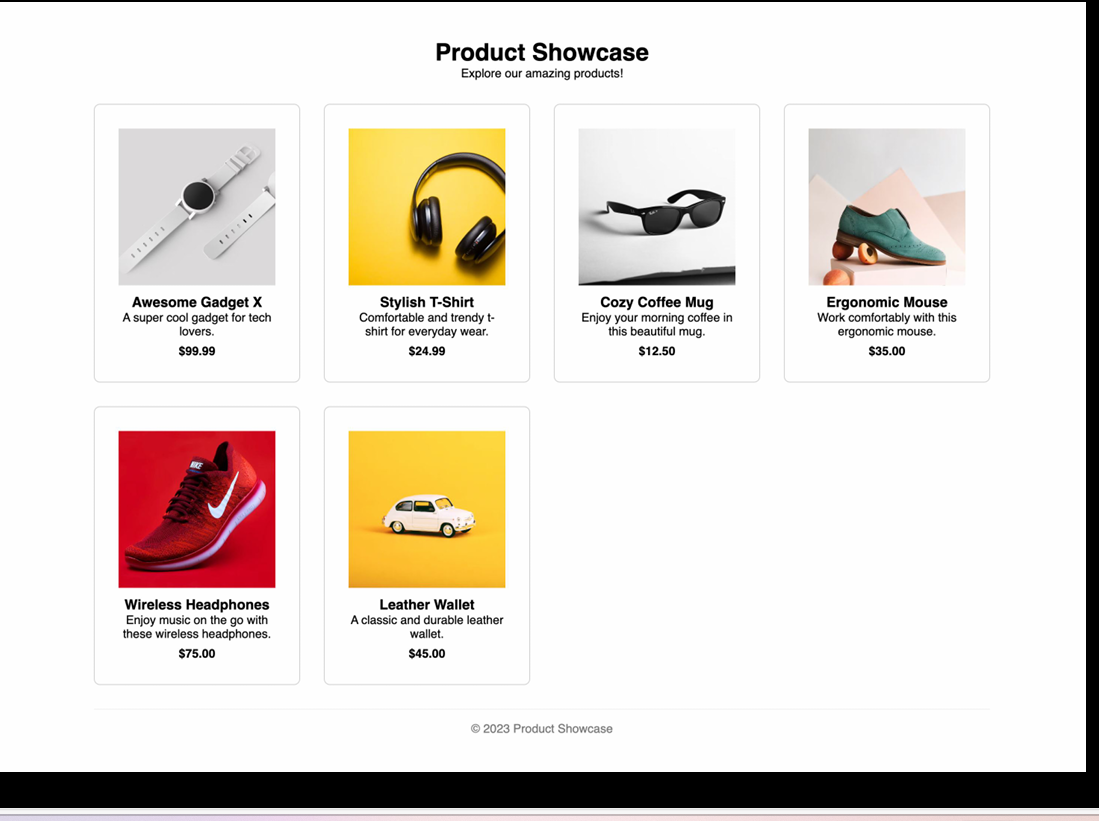 Product Showcase
Explore our amazing products!
Awesome Gadget X
A super cool gadget for tech
lovers.
$99.99
Stylish T-Shirt
Comfortable and trendy t-
shirt for everyday wear.
$24.99
Cozy Coffee Mug
Enjoy your morning coffee in
this beautiful mug.
$12.50
Ergonomic Mouse
Work comfortably with this
ergonomic mouse.
$35.00
NIKE
Wireless Headphones
Enjoy music on the go with
these wireless headphones.
$75.00
Leather Wallet
A classic and durable leather
wallet.
$45.00
© 2023 Product Showcase